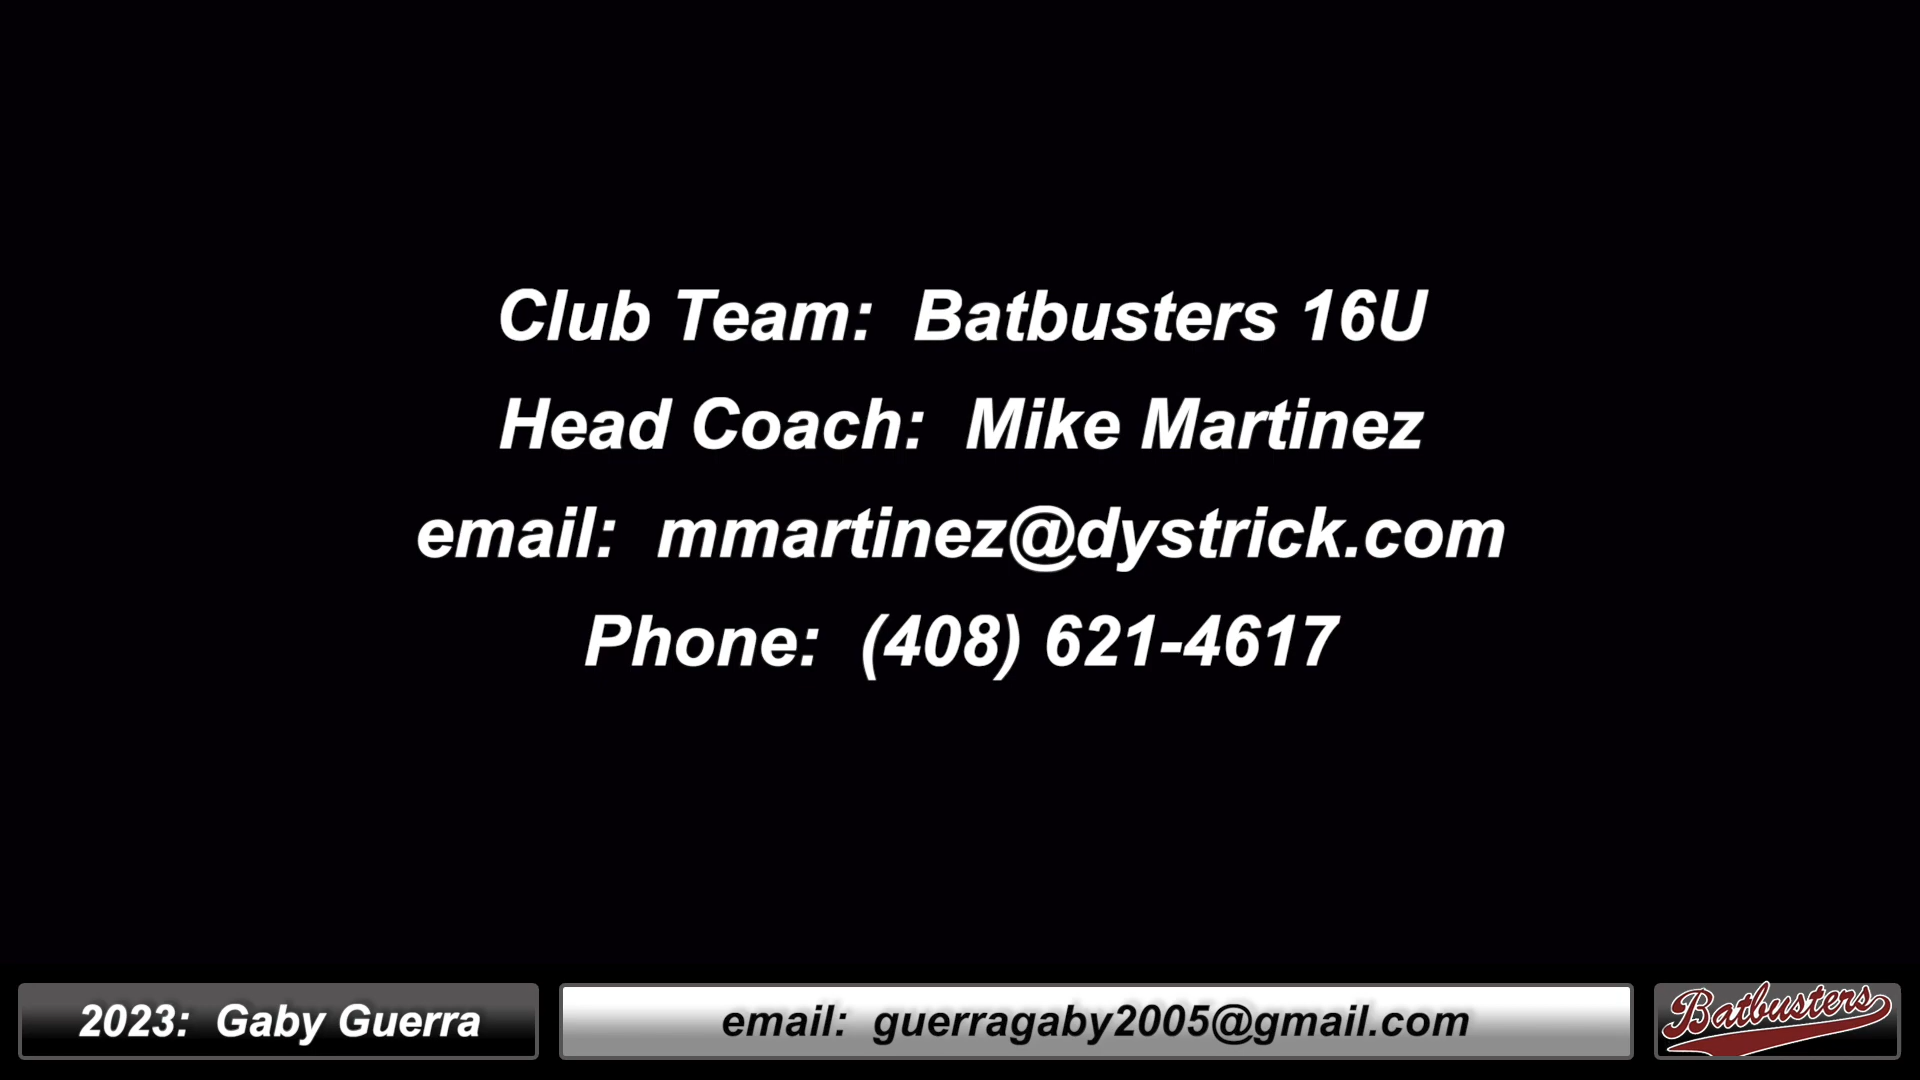 Club Team: Batbusters 16U
Head Coach: Mike Martinez
email: mmartinez@dystrick.com
Phone: (408) 621-4617
2023: Gaby Guerra
email: guerragaby2005@gmail.com
Batbusters